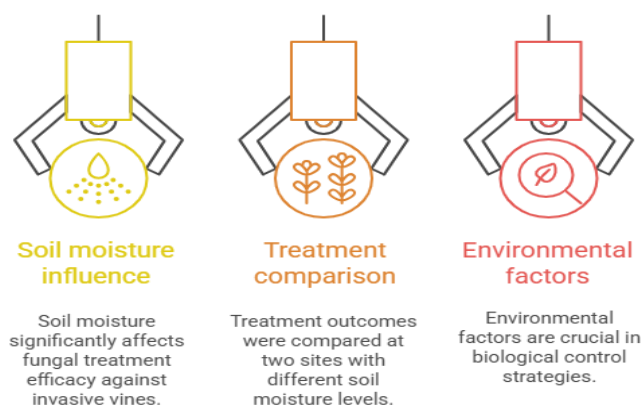 Soil moisture
influence
Soil moisture
significantly affects
fungal treatment
efficacy against
invasive vines.
Treatment
comparison
Treatment outcomes
were compared at
two sites with
different soil
moisture levels.
Environmental
factors
Environmental
factors are crucial in
biological control
strategies.